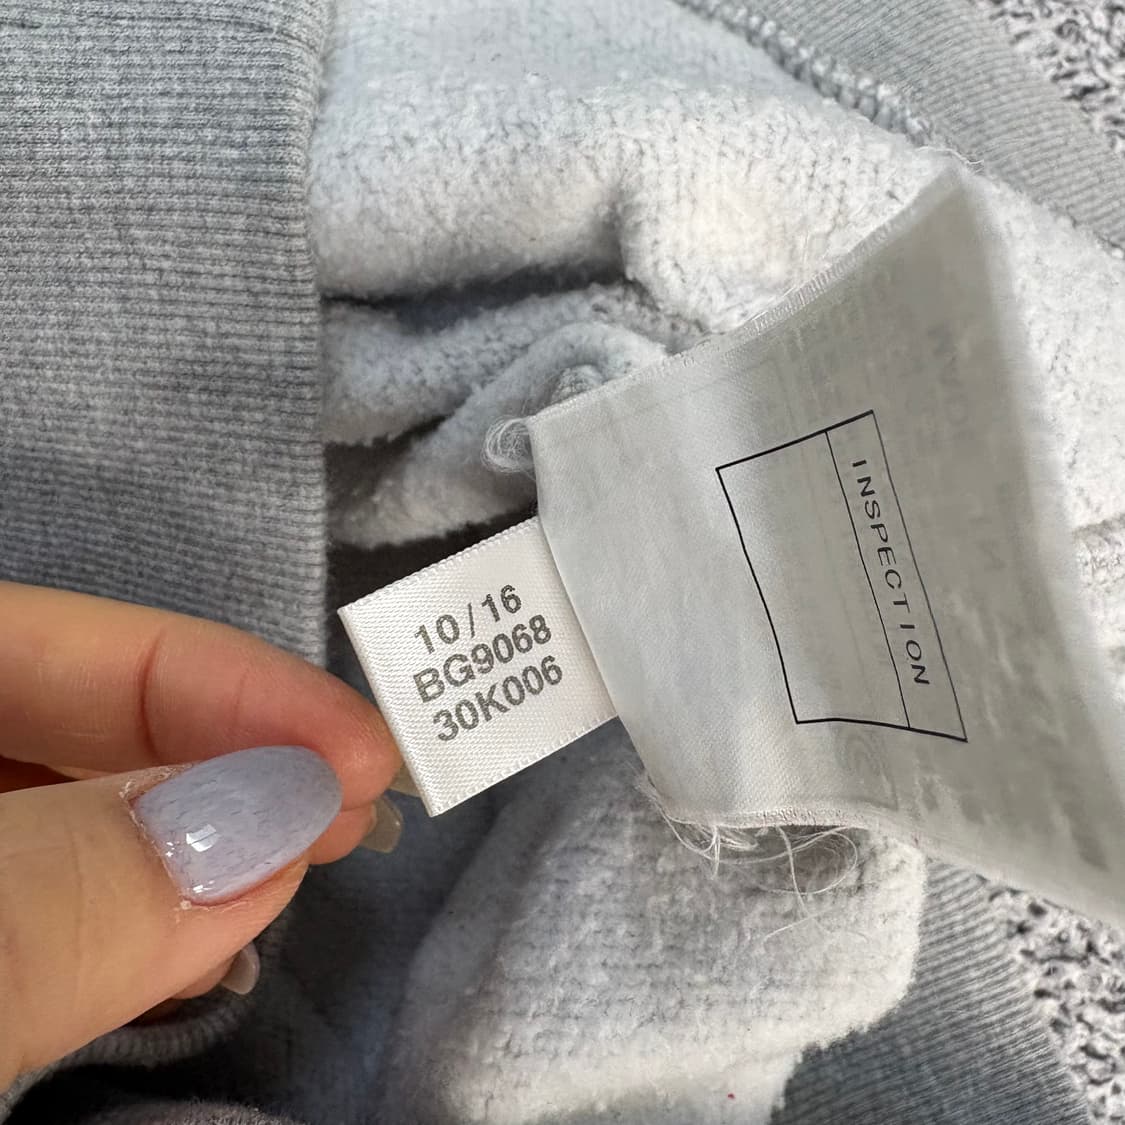 10/16
BG9068
30K006
INSPECTION